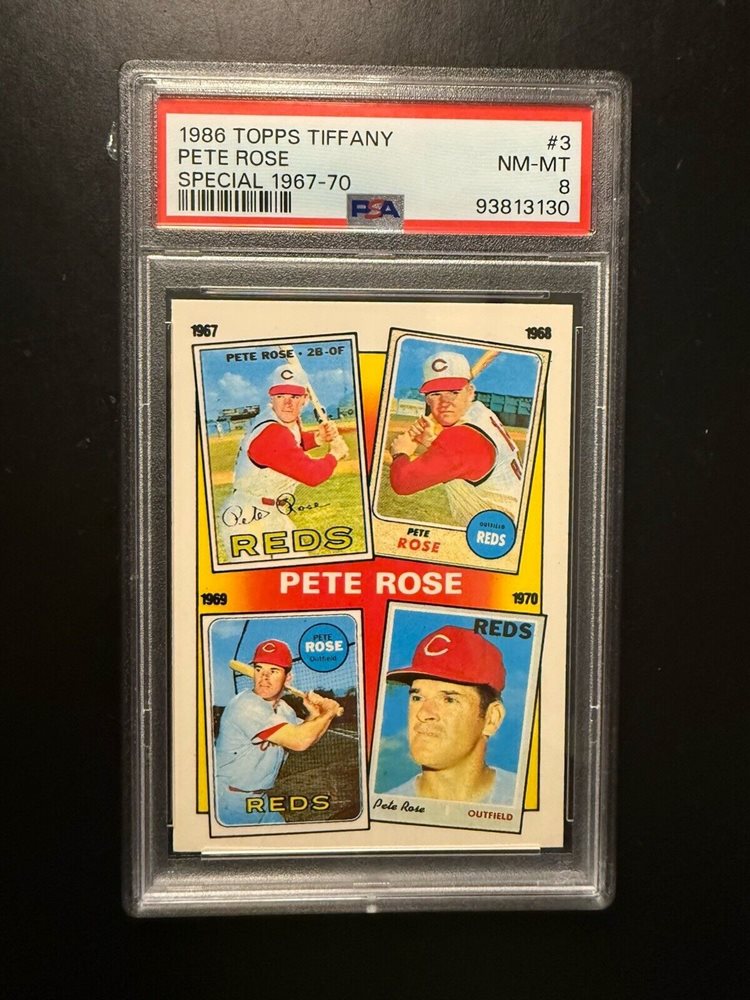 1986 TOPPS TIFFANY #3
PETE ROSE NM-MT
SPECIAL 1967-70 8
PSA 93813130
1967 1968
PETE ROSE • 2B-OF
Pete Rose
REDS
PETE
ROSE
OUTFIELD
REDS
PETE ROSE
1969 1970
PETE
ROSE
Outfield
REDS
REDS
Pete Rose
OUTFIELD